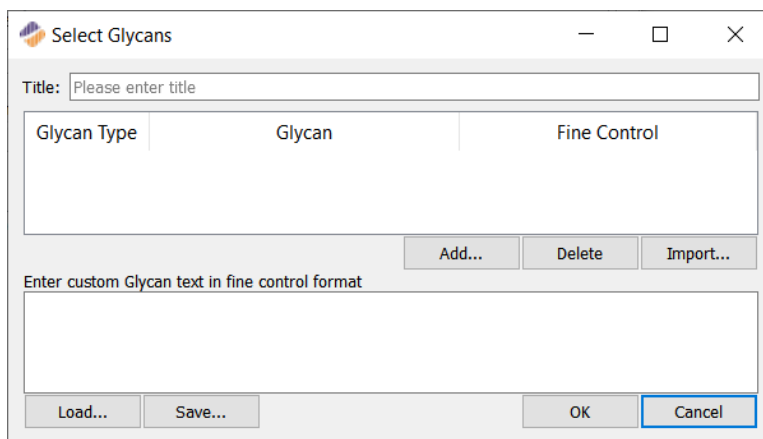 Select Glycans
Title: Please enter title
Glycan Type Glycan Fine Control
Add... Delete Import...
Enter custom Glycan text in fine control format
Load... Save... OK Cancel